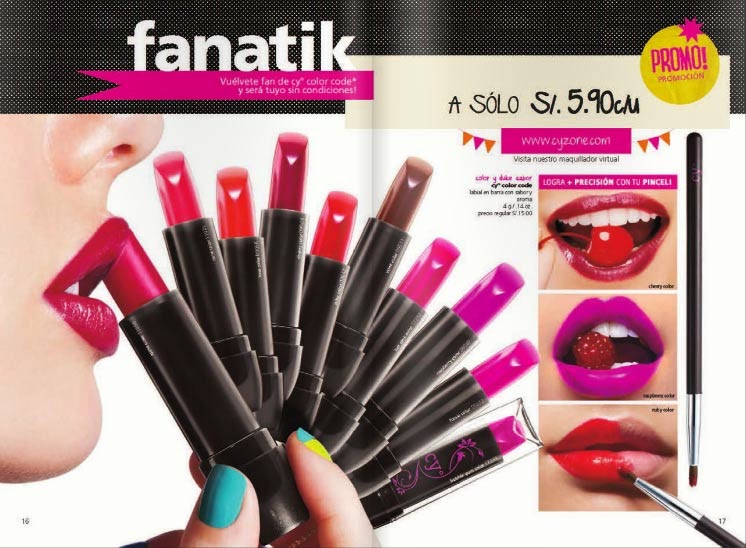 fanatik
Vuélvete fan de cy° color code*
y será tuyo sin condiciones!
A SÓLO S/. 5.90c/u
PROMO!
PROMOCIÓN
www.cyzone.com
Visita nuestro maquillador virtual
color y dulce sabor
cy° color code
labial en barra con sabor y
aroma
4 g / .14 oz.
precio regular S/.15.00
LOGRA + PRECISIÓN CON TU PINCEL!
cherry color
raspberry color
ruby color
cy°
cy°
16
17